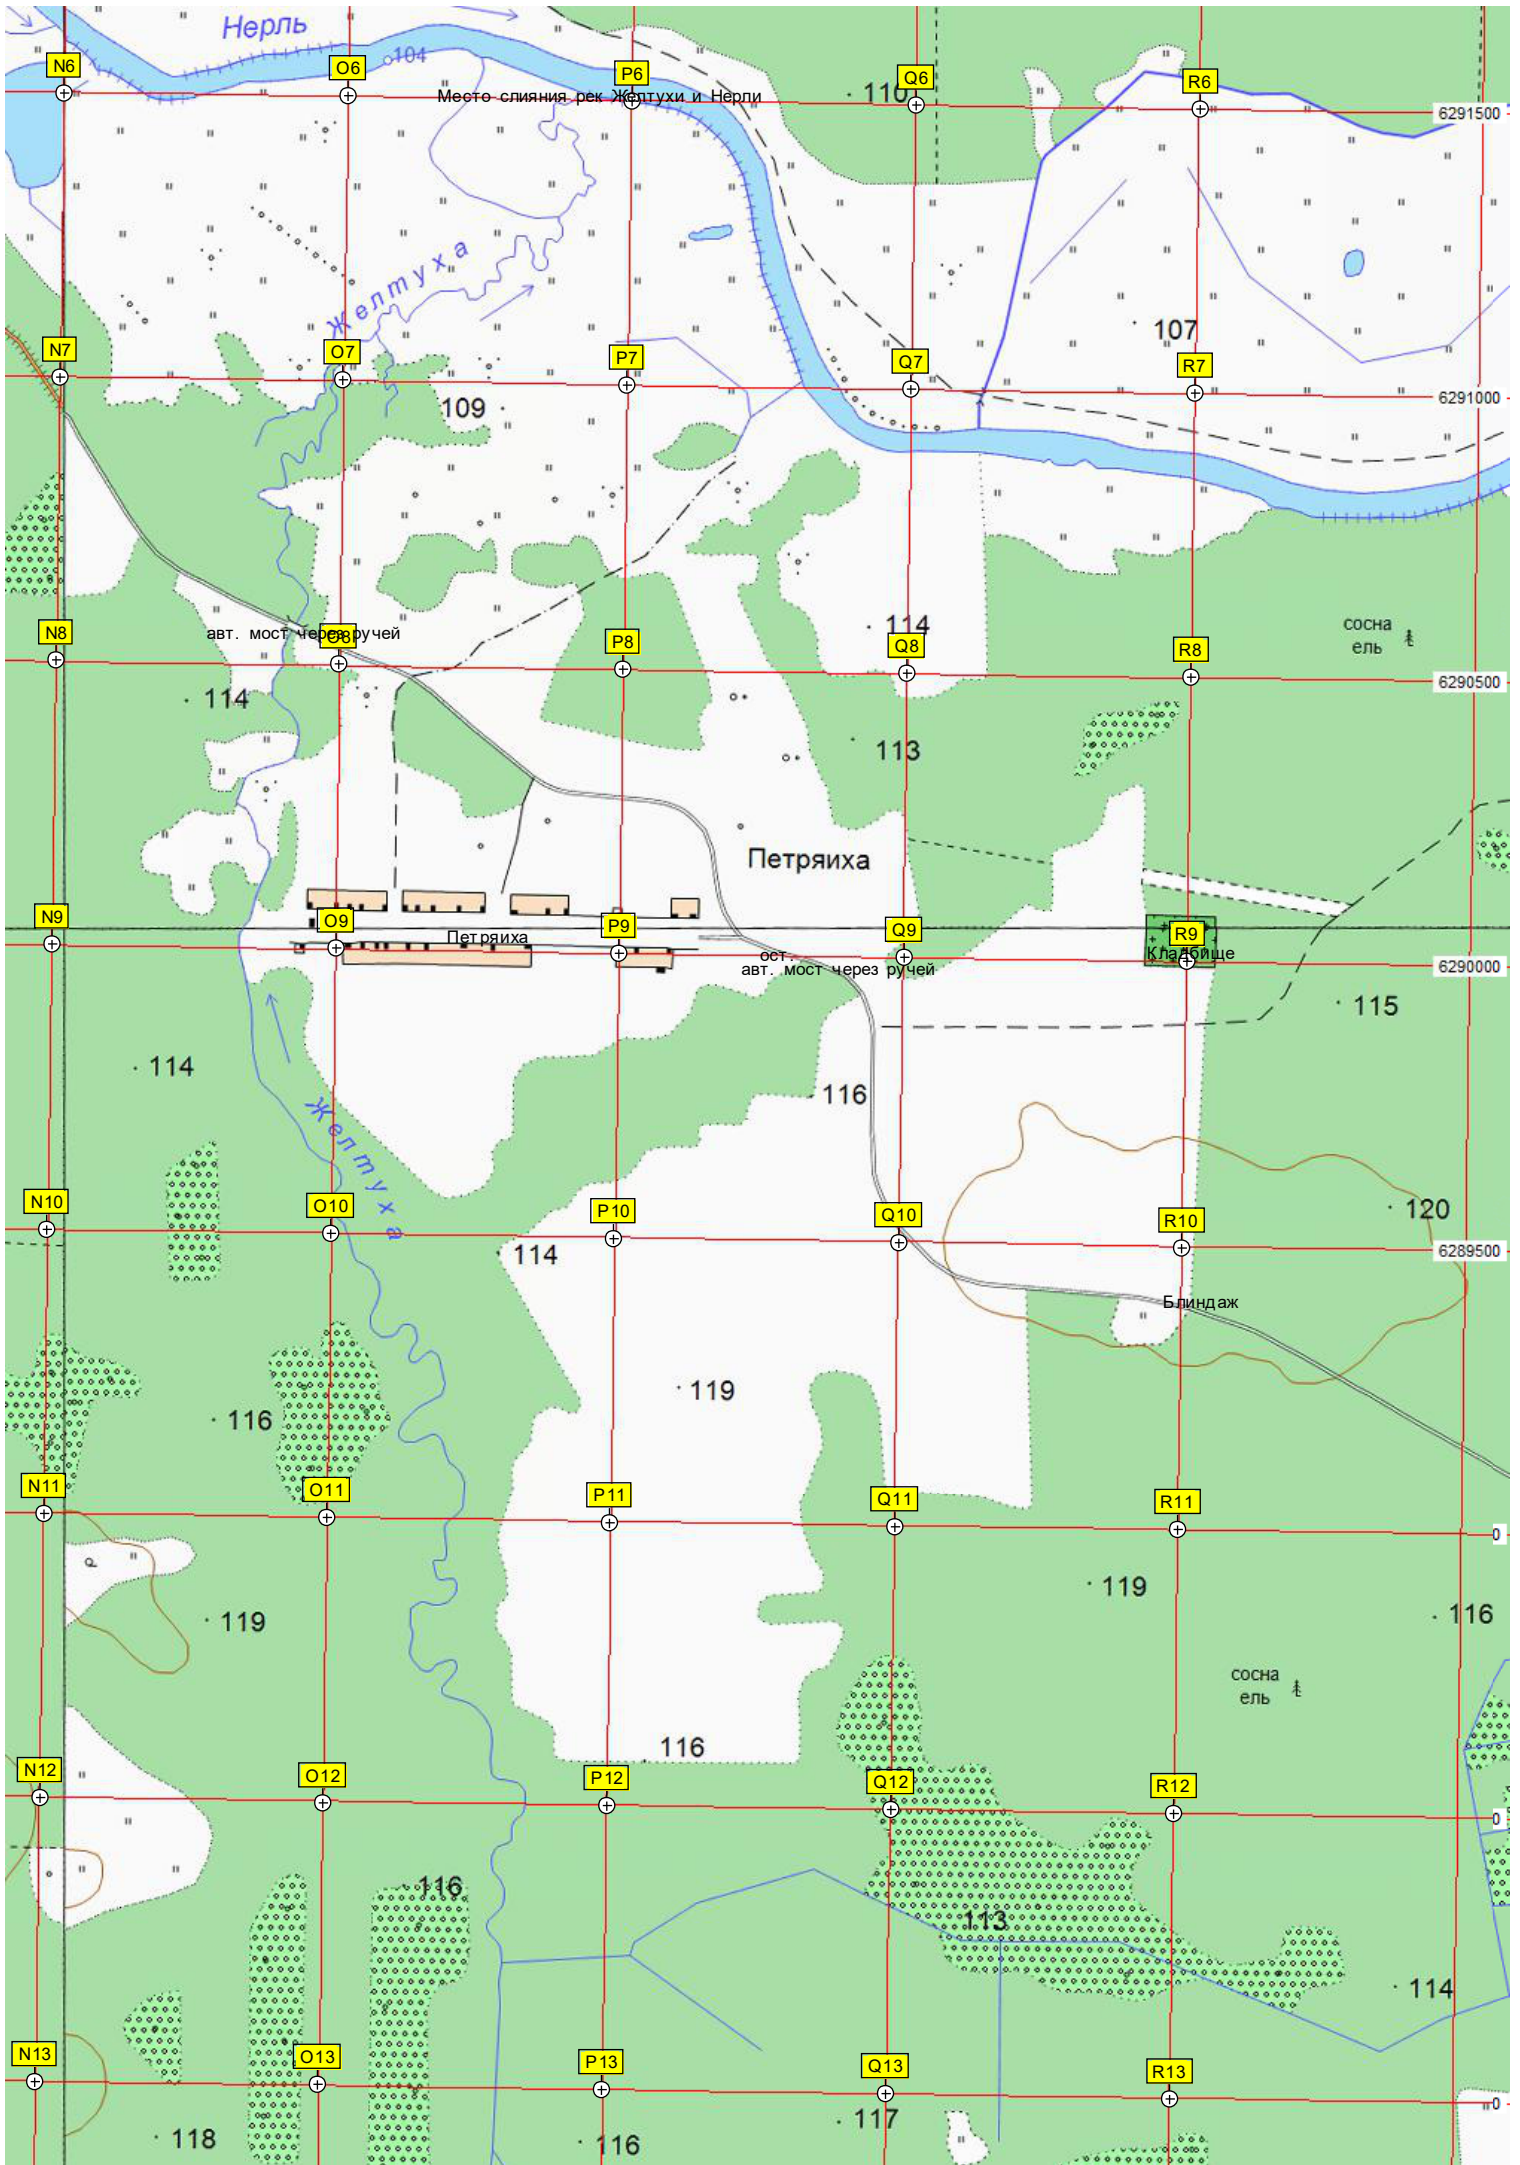 Нерль
104
N6
O6
P6
Q6
R6
Место слияния рек Желтухи и Нерли
110
6291500
Желтуха
107
N7
O7
P7
Q7
R7
109
6291000
N8
авт. мост через ручей
O8
P8
114
Q8
R8
сосна
ель
114
6290500
113
Петряиха
N9
O9
P9
Q9
R9
Петряиха
ост.
авт. мост через ручей
Кладбище
6290000
115
114
116
Желтуха
N10
O10
P10
Q10
R10
120
114
6289500
Блиндаж
119
116
N11
O11
P11
Q11
R11
0
119
119
116
сосна
ель
116
N12
O12
P12
Q12
R12
0
116
113
114
N13
O13
P13
Q13
R13
0
118
116
117